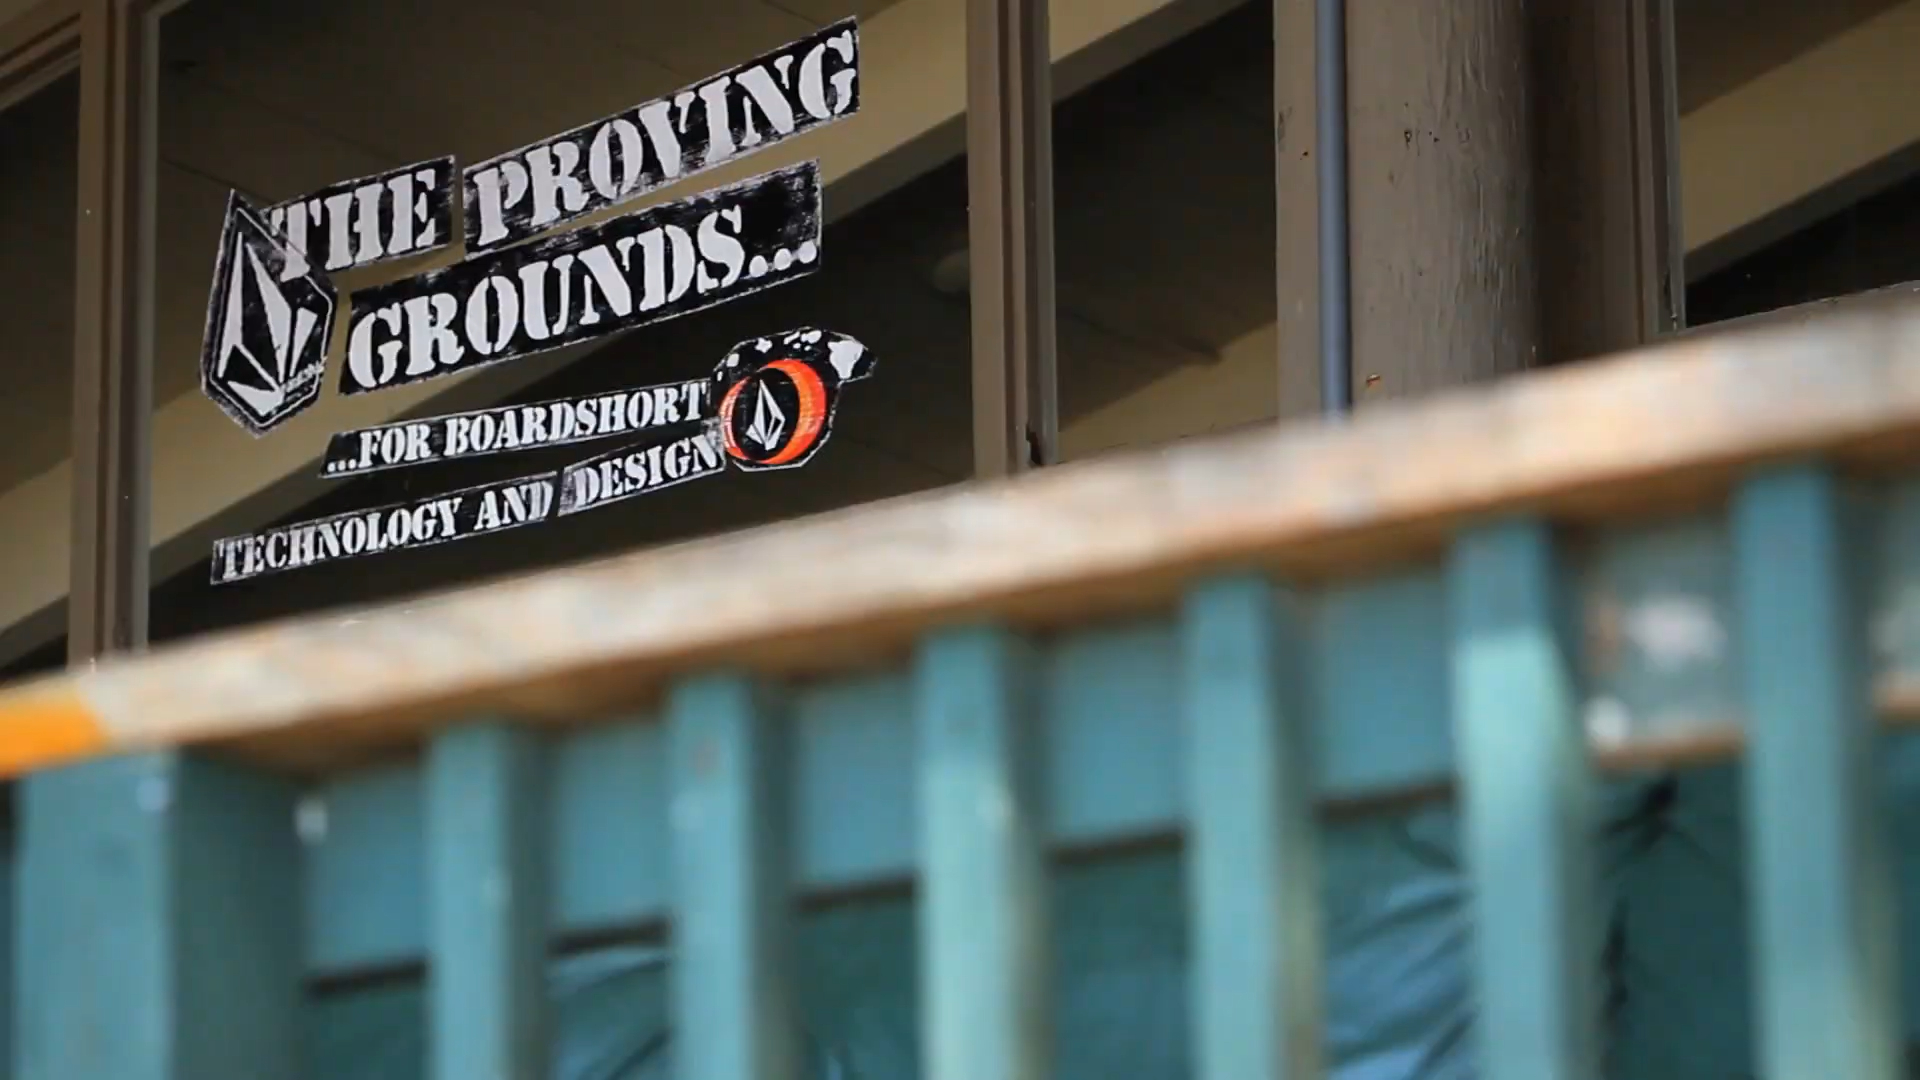 THE PROVING
GROUNDS...
...FOR BOARDSHORT
TECHNOLOGY AND DESIGN